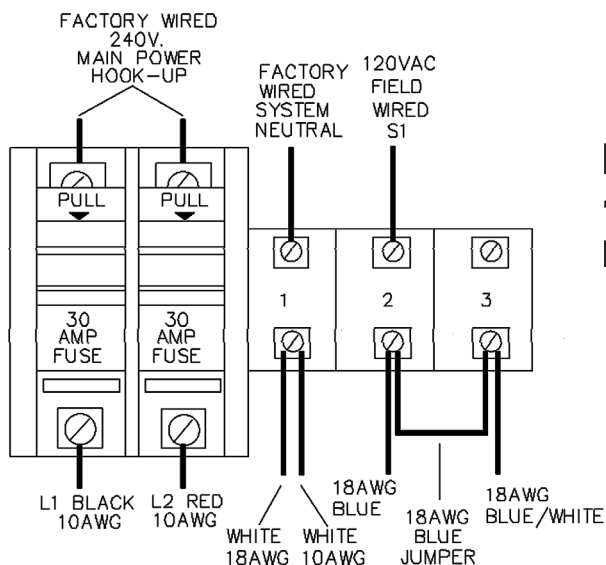 FACTORY WIRED
240V.
MAIN POWER
HOOK-UP
FACTORY
WIRED
SYSTEM
NEUTRAL
120VAC
FIELD
WIRED
S1
PULL
PULL
1
2
3
30
AMP
FUSE
30
AMP
FUSE
L1 BLACK
10AWG
L2 RED
10AWG
WHITE
18AWG
WHITE
10AWG
18AWG
BLUE
18AWG
BLUE
JUMPER
18AWG
BLUE/WHITE